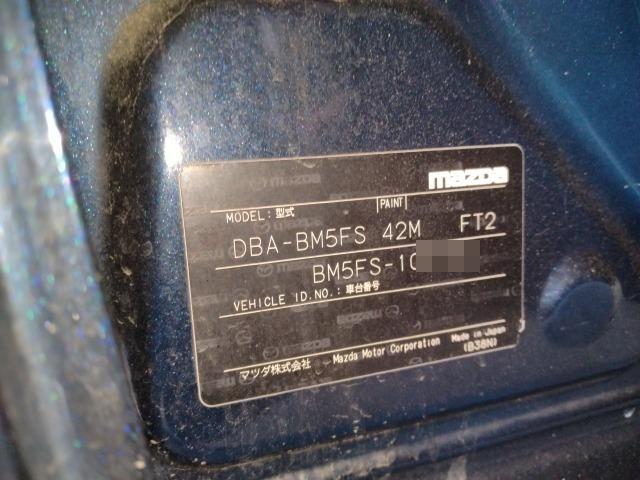 mazda
MODEL:型式 PAINT
DBA-BM5FS 42M FT2
BM5FS-10
VEHICLE ID.NO.:車台番号
マツダ株式会社 Mazda Motor Corporation Made in Japan
(B38N)